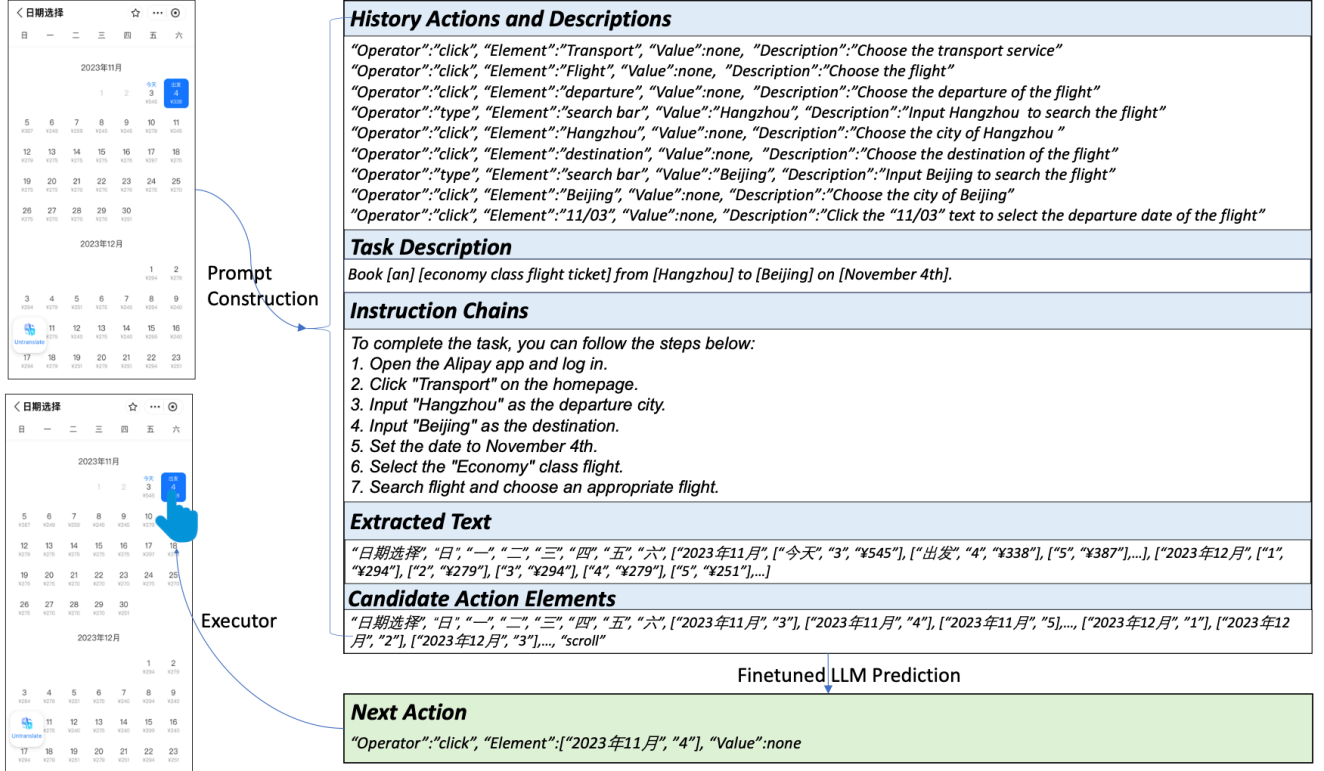 日期选择
日 一 二 三 四 五 六
2023年11月
今天 出发
1 2 3 4
¥545 ¥338
5 6 7 8 9 10 11
12 13 14 15 16 17 18
19 20 21 22 23 24 25
26 27 28 29 30
2023年12月
1 2
3 4 5 6 7 8 9
11 12 13 14 15 16
Untranslate
17 18 19 20 21 22 23
Prompt
Construction
History Actions and Descriptions
“Operator”:”click”, “Element”:”Transport”, “Value”:none, ”Description”:”Choose the transport service”
“Operator”:”click”, “Element”:”Flight”, “Value”:none, ”Description”:”Choose the flight”
“Operator”:”click”, “Element”:”departure”, “Value”:none, ”Description”:”Choose the departure of the flight”
“Operator”:”type”, “Element”:”search bar”, “Value”:”Hangzhou”, “Description”:”Input Hangzhou to search the flight”
“Operator”:”click”, “Element”:”Hangzhou”, “Value”:none, “Description”:”Choose the city of Hangzhou ”
“Operator”:”click”, “Element”:”destination”, “Value”:none, ”Description”:”Choose the destination of the flight”
“Operator”:”type”, “Element”:”search bar”, “Value”:”Beijing”, “Description”:”Input Beijing to search the flight”
“Operator”:”click”, “Element”:”Beijing”, “Value”:none, “Description”:”Choose the city of Beijing”
”Operator”:”click”, “Element”:”11/03”, “Value”:none, ”Description”:”Click the “11/03” text to select the departure date of the flight”
Task Description
Book [an] [economy class flight ticket] from [Hangzhou] to [Beijing] on [November 4th].
Instruction Chains
To complete the task, you can follow the steps below:
1. Open the Alipay app and log in.
2. Click "Transport" on the homepage.
3. Input "Hangzhou" as the departure city.
4. Input "Beijing" as the destination.
5. Set the date to November 4th.
6. Select the "Economy" class flight.
7. Search flight and choose an appropriate flight.
Extracted Text
“日期选择”, “日”, “一”, “二”, “三”, “四”, “五”, “六”, [“2023年11月”, [“今天”, “3”, “¥545”], [“出发”, “4”, “¥338”], [“5”, “¥387”],…], [“2023年12月”, [“1”,
“¥294”], [“2”, “¥279”], [“3”, “¥294”], [“4”, “¥279”], [“5”, “¥251”],…]
Candidate Action Elements
“日期选择”, “日”, “一”, “二”, “三”, “四”, “五”, “六”, [“2023年11月”, ”3”], [“2023年11月”, ”4”], [“2023年11月”, ”5],…, [“2023年12月”, ”1”], [“2023年12
月”, ”2”], [“2023年12月”, ”3”],…, “scroll”
Finetuned LLM Prediction
Next Action
“Operator”:”click”, “Element”:[“2023年11月”, ”4”], “Value”:none
Executor
日期选择
日 一 二 三 四 五 六
2023年11月
今天 出发
1 2 3 4
5 6 7 8 9 10
12 13 14 15 16 17 18
19 20 21 22 23 24 25
26 27 28 29 30
2023年12月
1 2
3 4 5 6 7 8 9
11 12 13 14 15 16
Untranslate
17 18 19 20 21 22 23